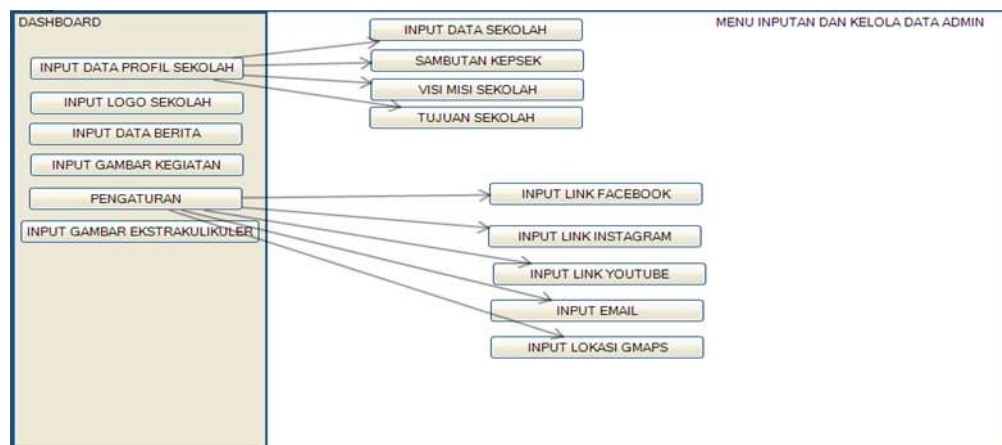 DASHBOARD
MENU INPUTAN DAN KELOLA DATA ADMIN
INPUT DATA PROFIL SEKOLAH
INPUT LOGO SEKOLAH
INPUT DATA BERITA
INPUT GAMBAR KEGIATAN
PENGATURAN
INPUT GAMBAR EKSTRAKULIKULER
INPUT DATA SEKOLAH
SAMBUTAN KEPSEK
VISI MISI SEKOLAH
TUJUAN SEKOLAH
INPUT LINK FACEBOOK
INPUT LINK INSTAGRAM
INPUT LINK YOUTUBE
INPUT EMAIL
INPUT LOKASI GMAPS